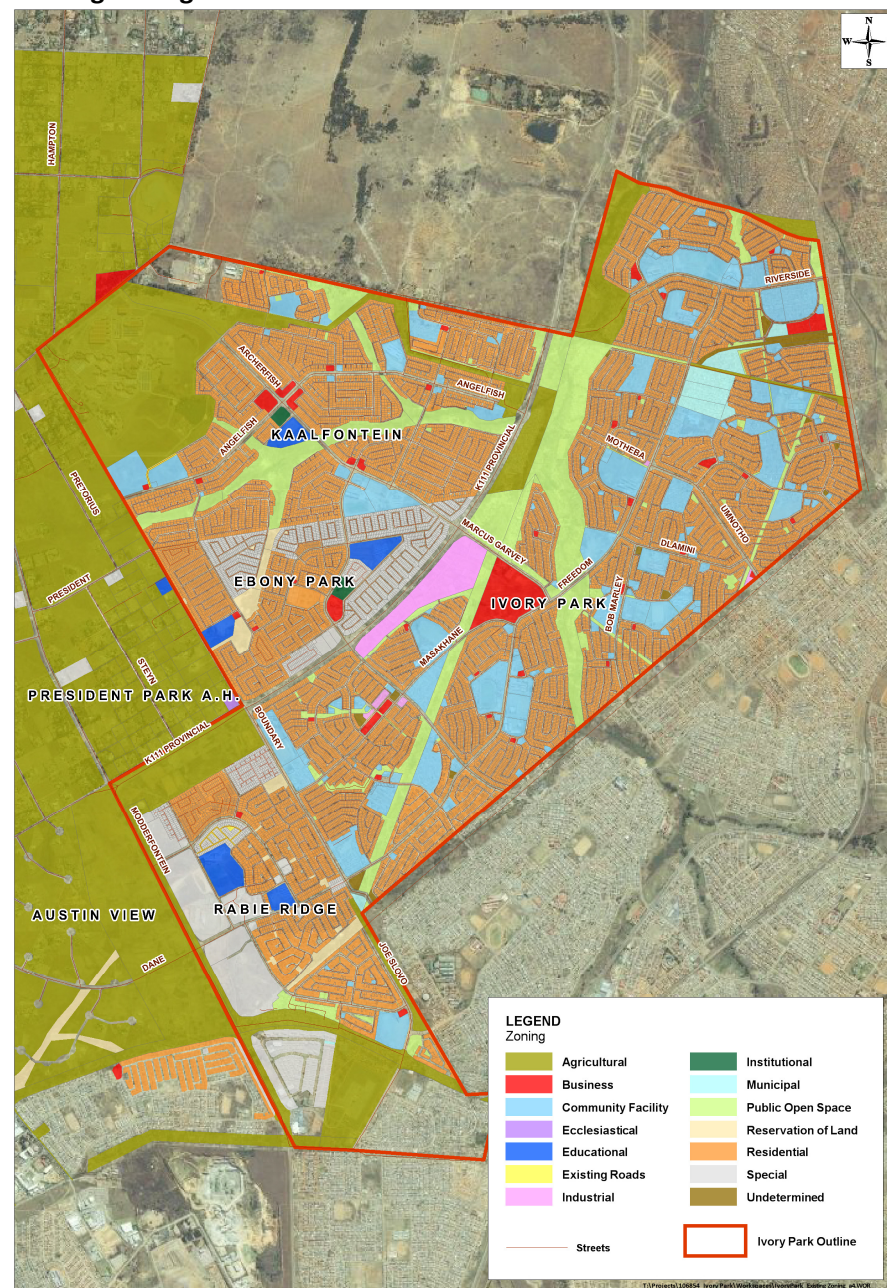 N
W E
S
HAMPTON
RIVERSIDE
ARCHERFISH
ANGELFISH
ANGELFISH
KAALFONTEIN
K111\PROVINCIAL
MOTHEBA
PRETORIUS
UMNOTHO
MARCUS GARVEY
DLAMINI
FREEDOM
PRESIDENT
EBONY PARK
IVORY PARK
BOB MARLEY
MASAKHANE
STEYN
PRESIDENT PARK A.H.
BOUNDARY
K111\PROVINCIAL
MODDERFONTEIN
RABIE RIDGE
AUSTIN VIEW
DANE
JOE SLOVO
LEGEND
Zoning
Agricultural
Business
Community Facility
Ecclesiastical
Educational
Existing Roads
Industrial
Institutional
Municipal
Public Open Space
Reservation of Land
Residential
Special
Undetermined
Streets
Ivory Park Outline